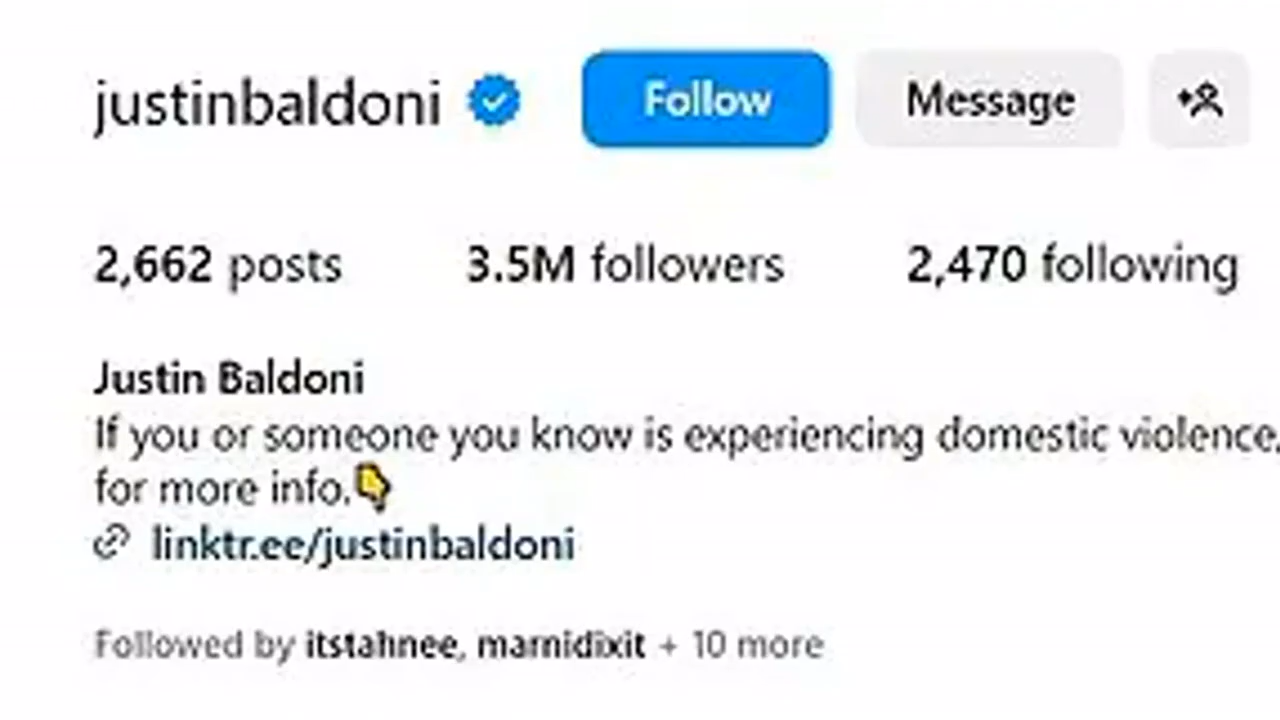 justinbaldoni Follow Message
2,662 posts 3.5M followers 2,470 following
Justin Baldoni
If you or someone you know is experiencing domestic violence,
for more info.👇
linktr.ee/justinbaldoni
Followed by itstahnee, marnidixit + 10 more